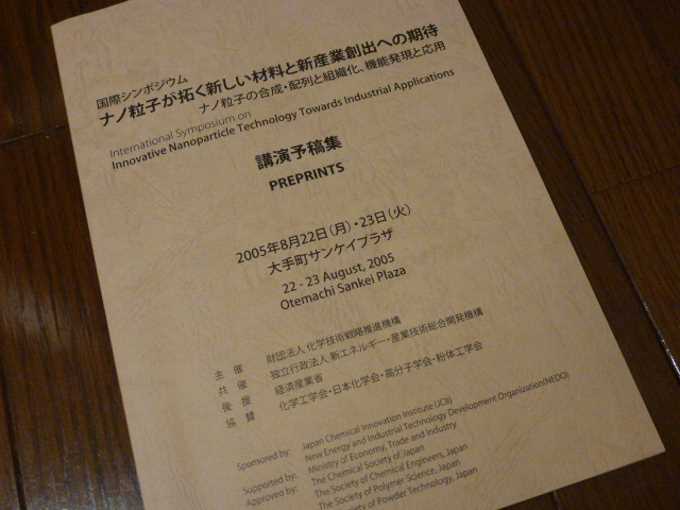 国際シンポジウム
ナノ粒子が拓く新しい材料と新産業創出への期待
ナノ粒子の合成・配列と組織化、機能発現と応用
International Symposium on
Innovative Nanoparticle Technology Towards Industrial Applications
講演予稿集
PREPRINTS
2005年8月22日(月)・23日(火)
大手町サンケイプラザ
22 - 23 August, 2005
Otemachi Sankei Plaza
主 催 財団法人 化学技術戦略推進機構
共 催 独立行政法人 新エネルギー・産業技術総合開発機構
後 援 経済産業省
協 賛 化学工学会・日本化学会・高分子学会・粉体工学会
Sponsored by: Japan Chemical Innovation Institute (JCII)
New Energy and Industrial Technology Development Organization(NEDO)
Supported by: Ministry of Economy, Trade and Industry
Approved by: The Chemical Society of Japan
The Society of Chemical Engineers, Japan
The Society of Polymer Science, Japan
Society of Powder Technology, Japan